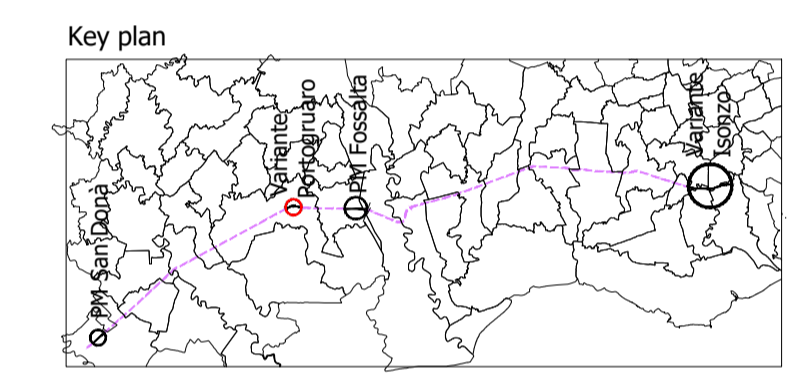 Key plan
PM San Donà
Variante
Portogruaro
PM Fossalta
Variante
Isonzo